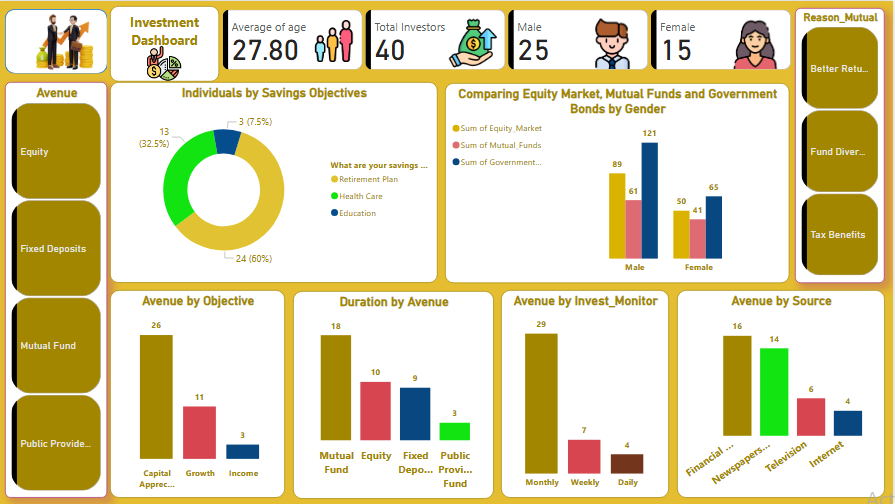 Investment
Dashboard
Average of age
27.80
Total Investors
40
Male
25
Female
15
Reason_Mutual
Better Retu...
Fund Diver...
Tax Benefits
Avenue
Equity
Fixed Deposits
Mutual Fund
Public Provide...
Individuals by Savings Objectives
3 (7.5%)
13
(32.5%)
24 (60%)
What are your savings ...
Retirement Plan
Health Care
Education
Comparing Equity Market, Mutual Funds and Government
Bonds by Gender
Sum of Equity_Market
Sum of Mutual_Funds
Sum of Government...
89
61
121
50
41
65
Male
Female
Avenue by Objective
26
11
3
Capital
Apprec...
Growth
Income
Duration by Avenue
18
10
9
3
Mutual
Fund
Equity
Fixed
Depo...
Public
Provi...
Fund
Avenue by Invest_Monitor
29
7
4
Monthly
Weekly
Daily
Avenue by Source
16
14
6
4
Financial ...
Newspapers...
Television
Internet